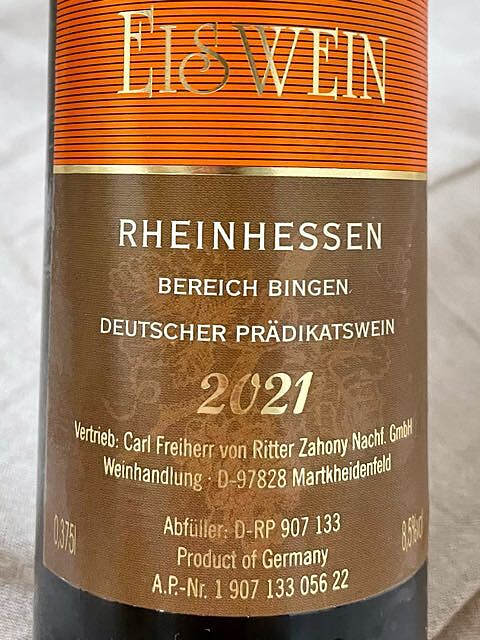 EISWEIN
RHEINHESSEN
BEREICH BINGEN
DEUTSCHER PRÄDIKATSWEIN
2021
Vertrieb: Carl Freiherr von Ritter Zahony Nachf. GmbH
Weinhandlung · D-97828 Martkheidenfeld
0,375l
Abfüller: D-RP 907 133
8,5%vol
Product of Germany
A.P.-Nr. 1 907 133 056 22